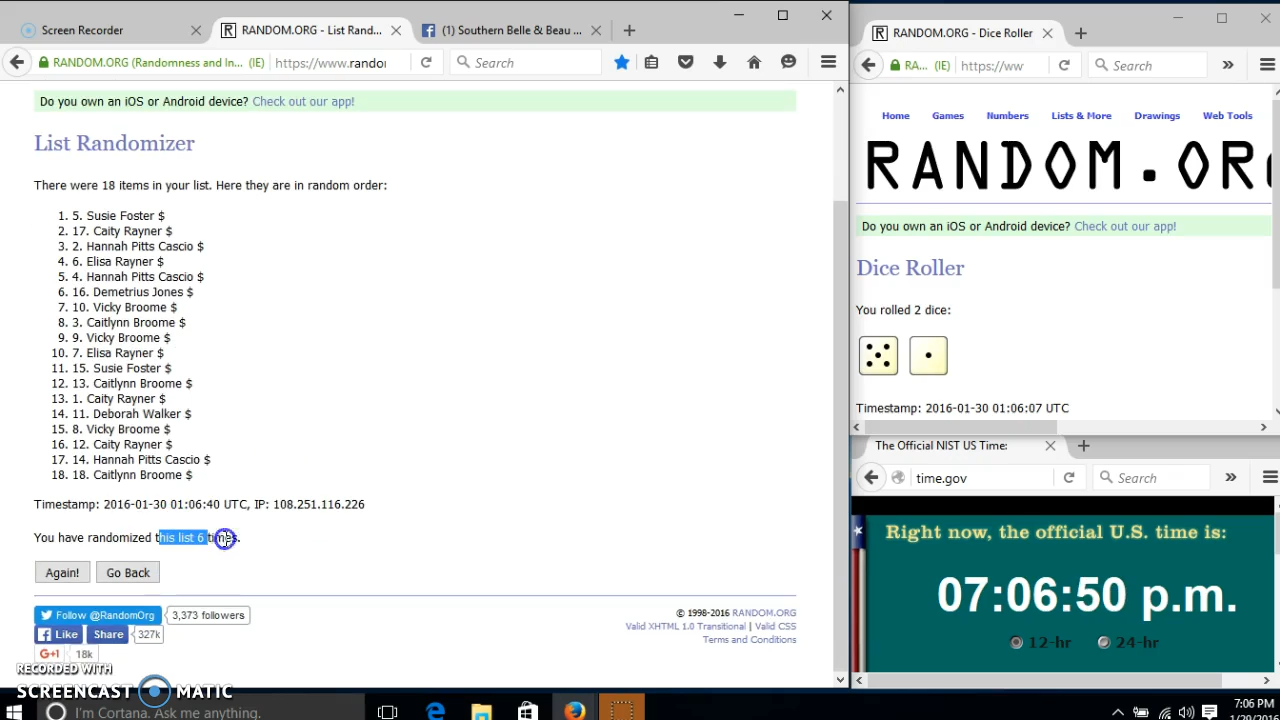 Screen Recorder
RANDOM.ORG - List Rand...
(1) Southern Belle & Beau ...
RANDOM.ORG (Randomness and In... (IE)
https://www.rando
Search
Do you own an iOS or Android device? Check out our app!
List Randomizer
There were 18 items in your list. Here they are in random order:
1. 5. Susie Foster $
2. 17. Caity Rayner $
3. 2. Hannah Pitts Cascio $
4. 6. Elisa Rayner $
5. 4. Hannah Pitts Cascio $
6. 16. Demetrius Jones $
7. 10. Vicky Broome $
8. 3. Caitlynn Broome $
9. 9. Vicky Broome $
10. 7. Elisa Rayner $
11. 15. Susie Foster $
12. 13. Caitlynn Broome $
13. 1. Caity Rayner $
14. 11. Deborah Walker $
15. 8. Vicky Broome $
16. 12. Caity Rayner $
17. 14. Hannah Pitts Cascio $
18. 18. Caitlynn Broome $
Timestamp: 2016-01-30 01:06:40 UTC, IP: 108.251.116.226
You have randomized this list 6 times.
Again!
Go Back
Follow @RandomOrg
3,373 followers
Like
Share
327k
G+1
18k
© 1998-2016 RANDOM.ORG
Valid XHTML 1.0 Transitional | Valid CSS
Terms and Conditions
RECORDED WITH
SCREENCAST MATIC
I'm Cortana. Ask me anything.
RANDOM.ORG - Dice Roller
RA... (IE)
https://ww
Search
Home
Games
Numbers
Lists & More
Drawings
Web Tools
RANDOM.OR
Do you own an iOS or Android device? Check out our app!
Dice Roller
You rolled 2 dice:
Timestamp: 2016-01-30 01:06:07 UTC
The Official NIST US Time:
time.gov
Search
Right now, the official U.S. time is:
07:06:50 p.m.
12-hr
24-hr
7:06 PM
1/29/2016